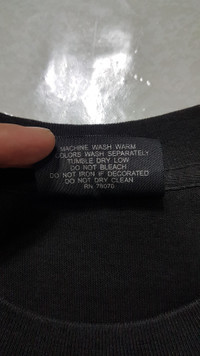 MACHINE WASH WARM
COLORS WASH SEPARATELY
TUMBLE DRY LOW
DO NOT BLEACH
DO NOT IRON IF DECORATED
DO NOT DRY CLEAN
RN 78070